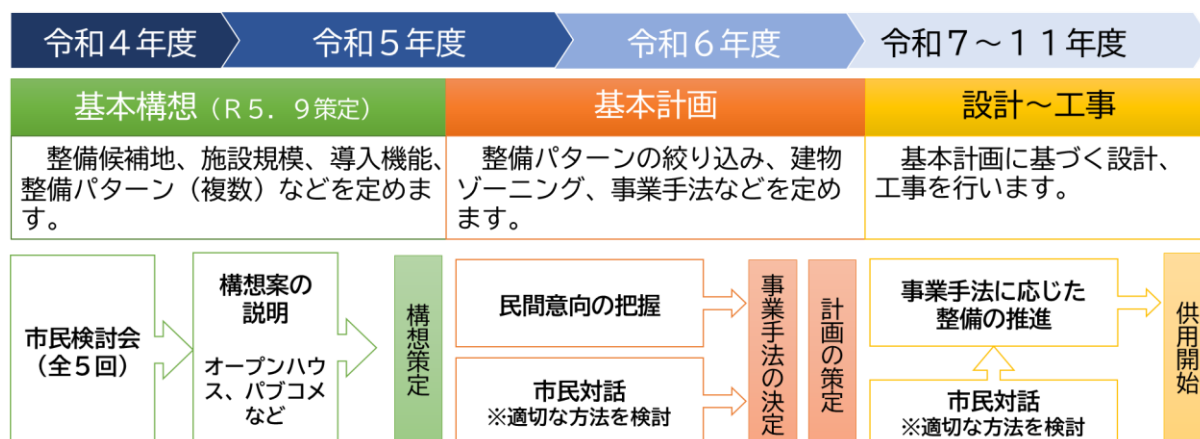 令和４年度
令和５年度
令和６年度
令和７～１１年度
基本構想（Ｒ５．９策定）
基本計画
設計～工事
整備候補地、施設規模、導入機能、
整備パターン（複数）などを定めま
す。
整備パターンの絞り込み、建物
ゾーニング、事業手法などを定め
ます。
基本計画に基づく設計、
工事を行います。
市民検討会
（全５回）
構想案の
説明
オープンハウ
ス、パブコメ
など
構想策定
民間意向の把握
市民対話
※適切な方法を検討
事業手法の決定
計画の策定
事業手法に応じた
整備の推進
市民対話
※適切な方法を検討
供用開始